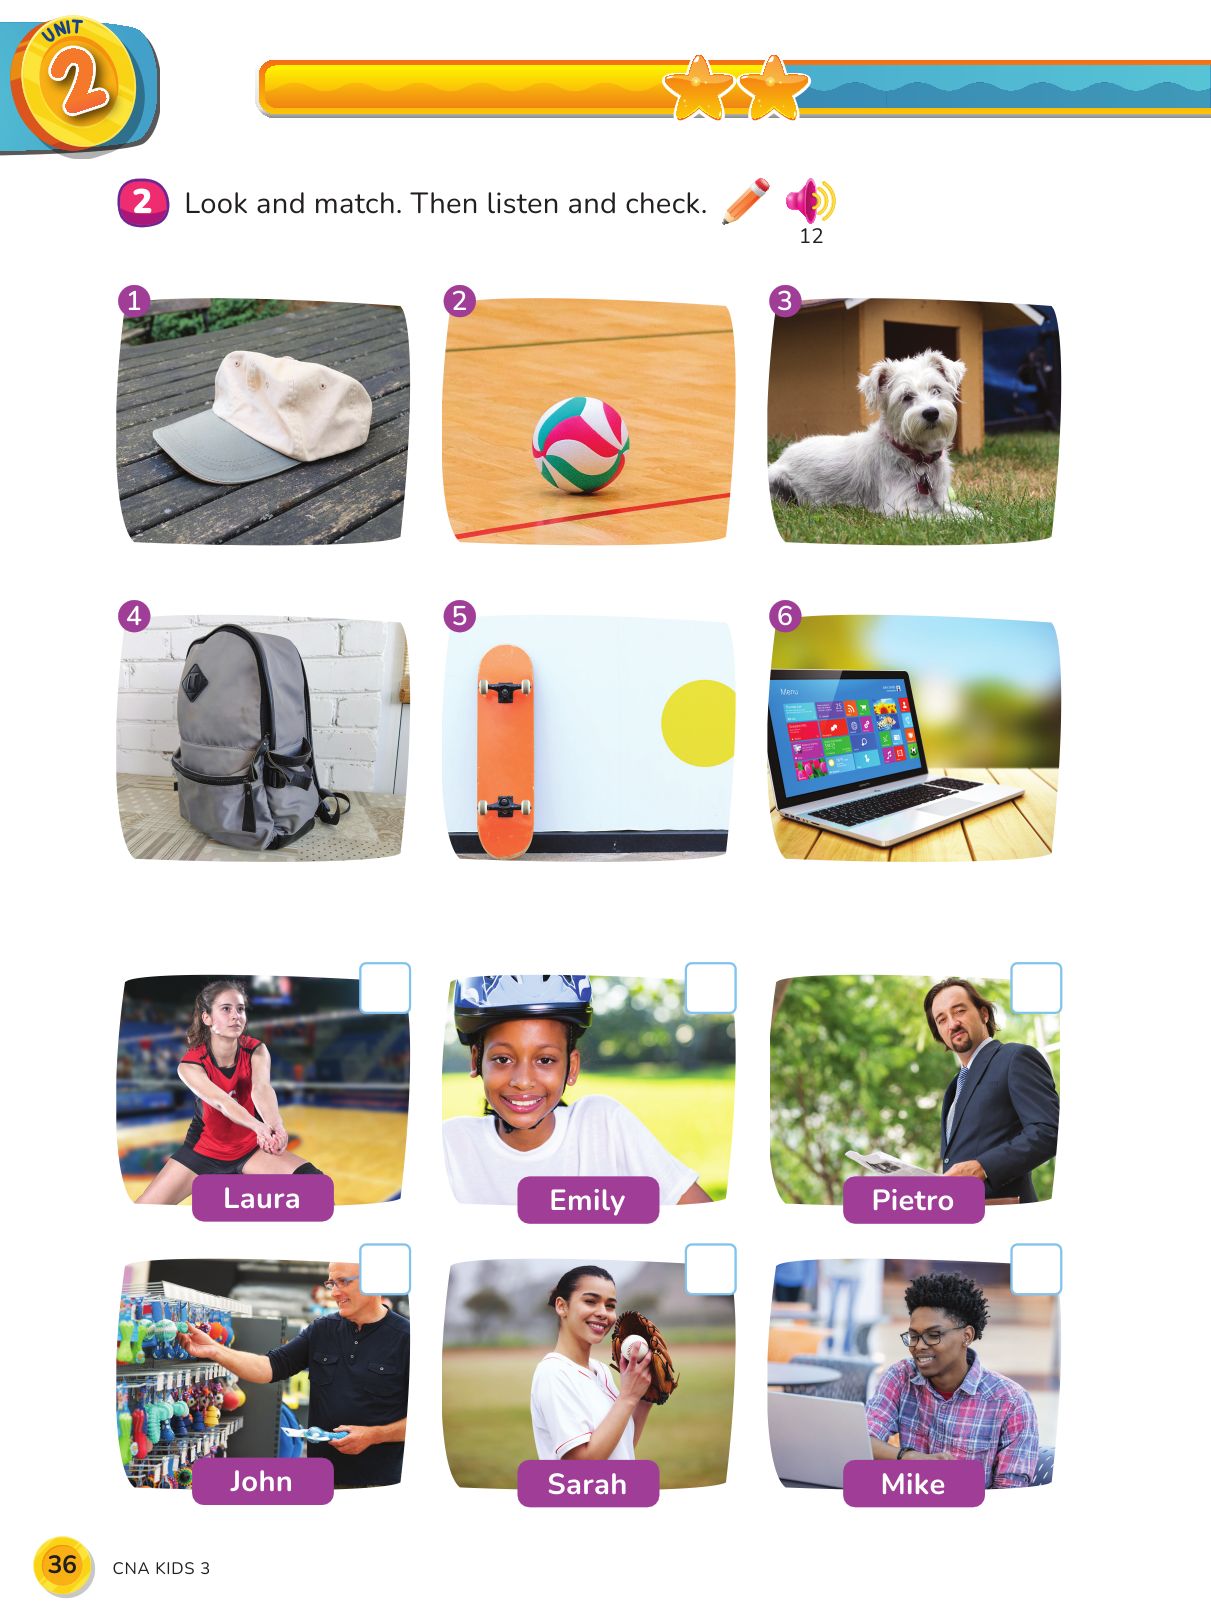 UNIT
2
2 Look and match. Then listen and check.
12
1
2
3
4
5
6
Menu
Laura
Emily
Pietro
John
Sarah
Mike
36
CNA KIDS 3